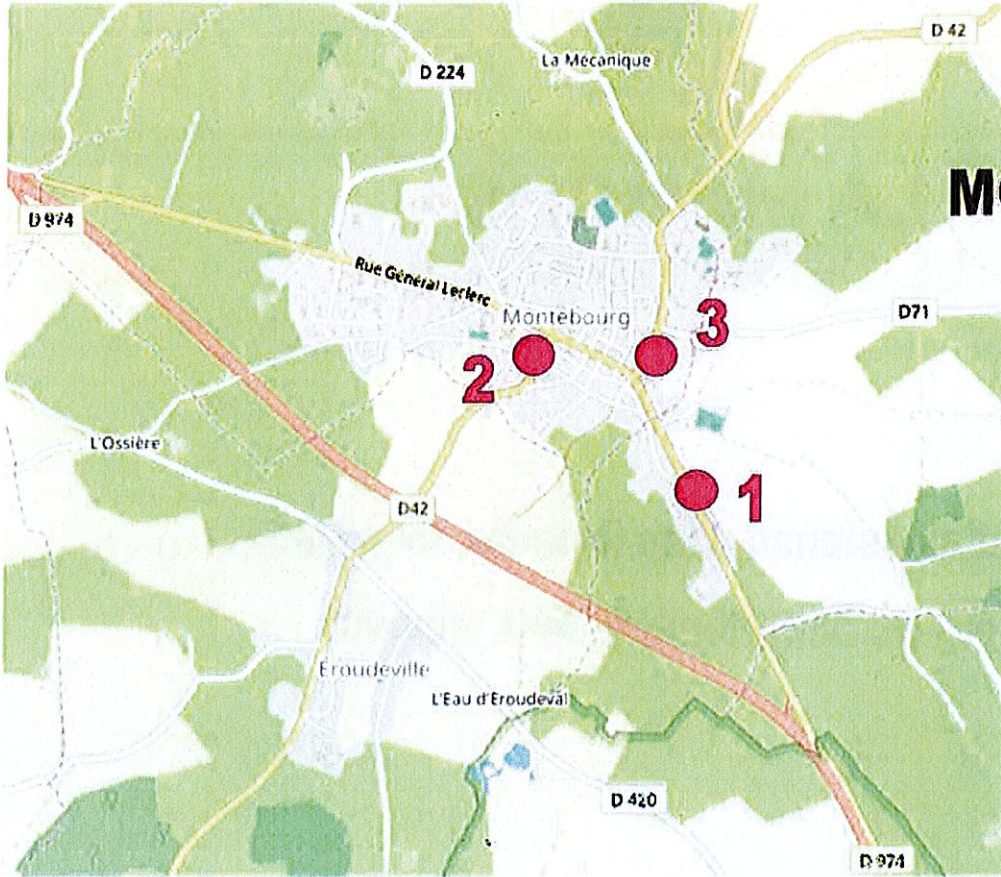 D 42
La Mécanique
D 224
D 974
Rue Général Leclerc
Montebourg
3
D71
2
L'Ossière
1
D42
Éroudeville
L'Eau d'Eroudeval
D 420
D 974